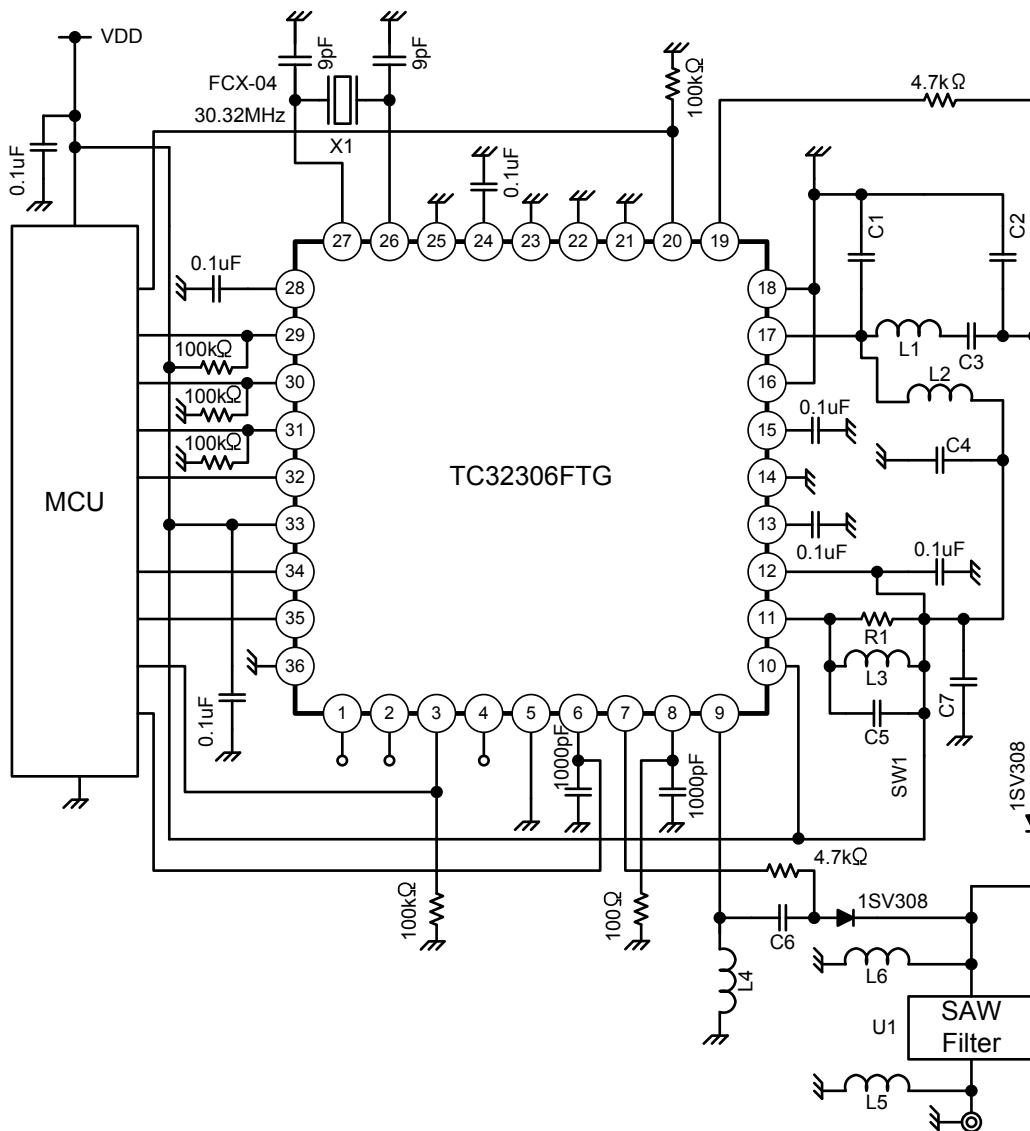 VDD
9pF
9pF
FCX-04
30.32MHz
X1
0.1uF
0.1uF
100kΩ
4.7kΩ
C1
C2
27
26
25
24
23
22
21
20
19
0.1uF
28
29
100kΩ
30
100kΩ
31
100kΩ
32
33
34
35
36
0.1uF
MCU
TC32306FTG
18
17
16
15
14
13
12
11
10
L1
C3
L2
0.1uF
C4
0.1uF
0.1uF
R1
L3
C5
C7
SW1
1SV308
1
2
3
4
5
6
7
8
9
1000pF
1000pF
100kΩ
100Ω
4.7kΩ
1SV308
C6
L4
L6
U1
SAW
Filter
L5